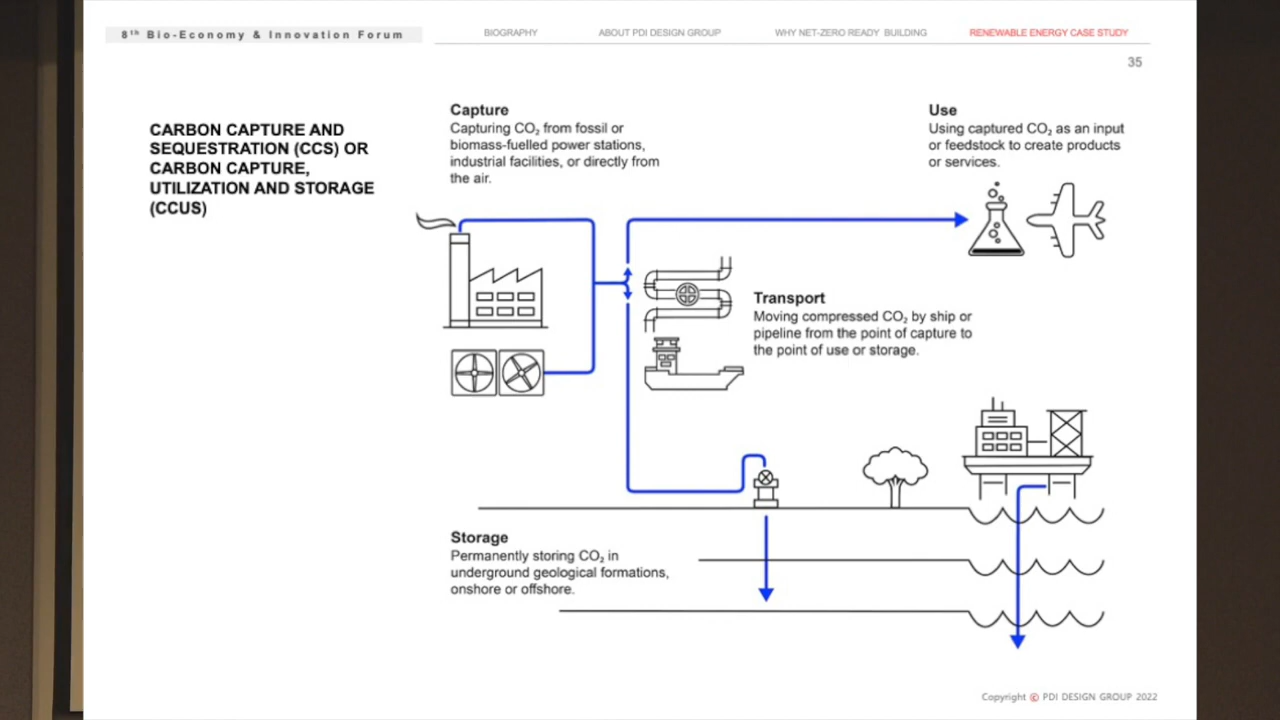 8th Bio-Economy & Innovation Forum
BIOGRAPHY
ABOUT PDI DESIGN GROUP
WHY NET-ZERO READY BUILDING
RENEWABLE ENERGY CASE STUDY
35
CARBON CAPTURE AND
SEQUESTRATION (CCS) OR
CARBON CAPTURE,
UTILIZATION AND STORAGE
(CCUS)
Capture
Capturing CO₂ from fossil or
biomass-fuelled power stations,
industrial facilities, or directly from
the air.
Use
Using captured CO₂ as an input
or feedstock to create products
or services.
Transport
Moving compressed CO₂ by ship or
pipeline from the point of capture to
the point of use or storage.
Storage
Permanently storing CO₂ in
underground geological formations,
onshore or offshore.
Copyright © PDI DESIGN GROUP 2022